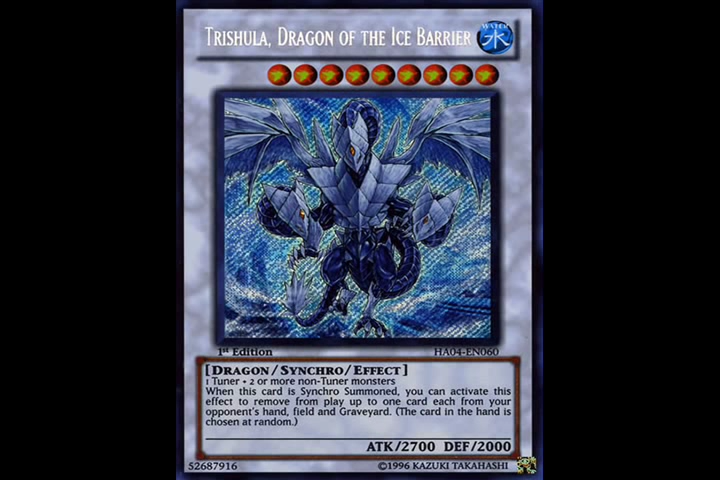 TRISHULA, DRAGON OF THE ICE BARRIER
WATER
水
1st Edition
HA04-EN060
[DRAGON/SYNCHRO/EFFECT]
1 Tuner + 2 or more non-Tuner monsters
When this card is Synchro Summoned, you can activate this
effect to remove from play up to one card each from your
opponent's hand, field and Graveyard. (The card in the hand is
chosen at random.)
ATK/2700 DEF/2000
52687916
©1996 KAZUKI TAKAHASHI